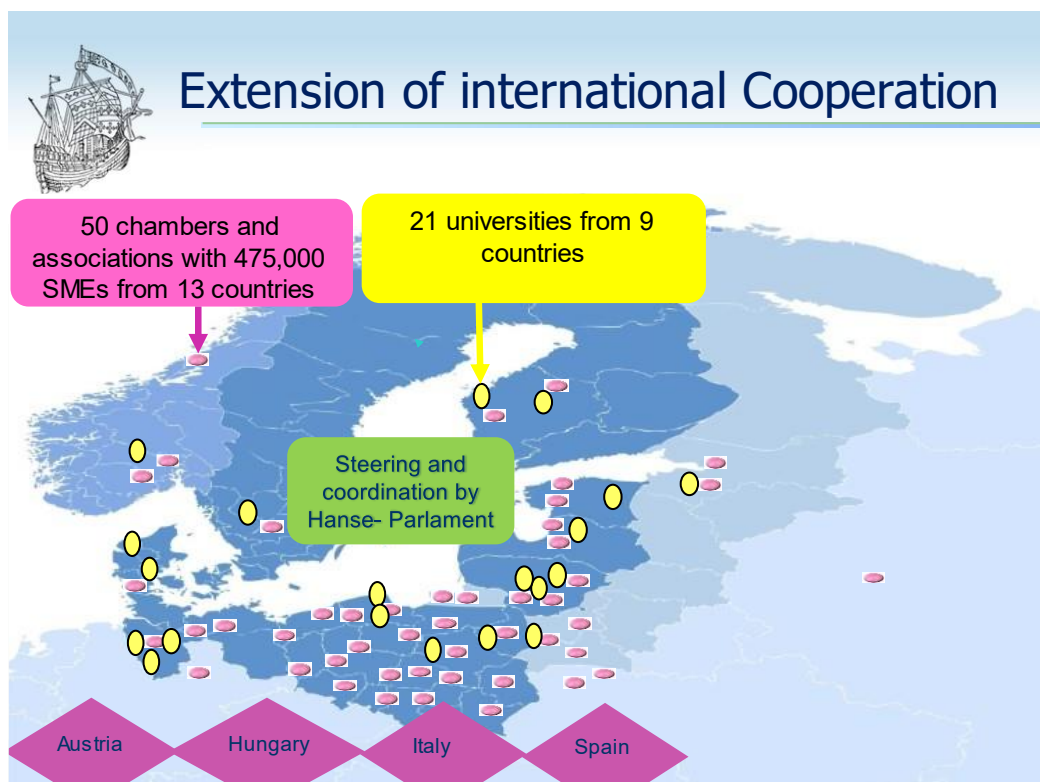 Extension of international Cooperation
50 chambers and
associations with 475,000
SMEs from 13 countries
21 universities from 9
countries
Steering and
coordination by
Hanse- Parlament
Austria
Hungary
Italy
Spain